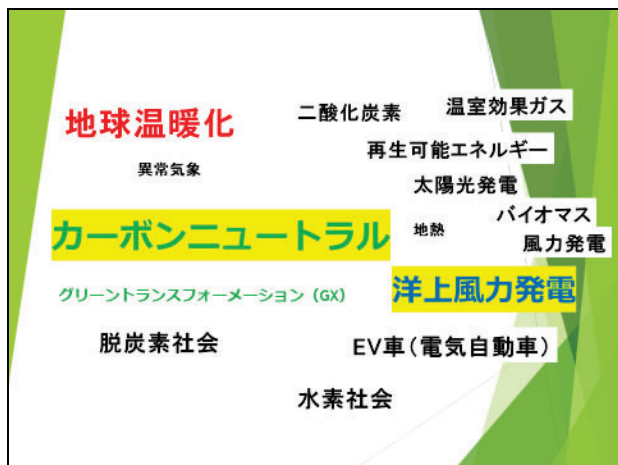 地球温暖化
二酸化炭素
温室効果ガス
再生可能エネルギー
異常気象
太陽光発電
バイオマス
カーボンニュートラル
地熱
風力発電
グリーントランスフォーメーション（GX）
洋上風力発電
脱炭素社会
EV車（電気自動車）
水素社会